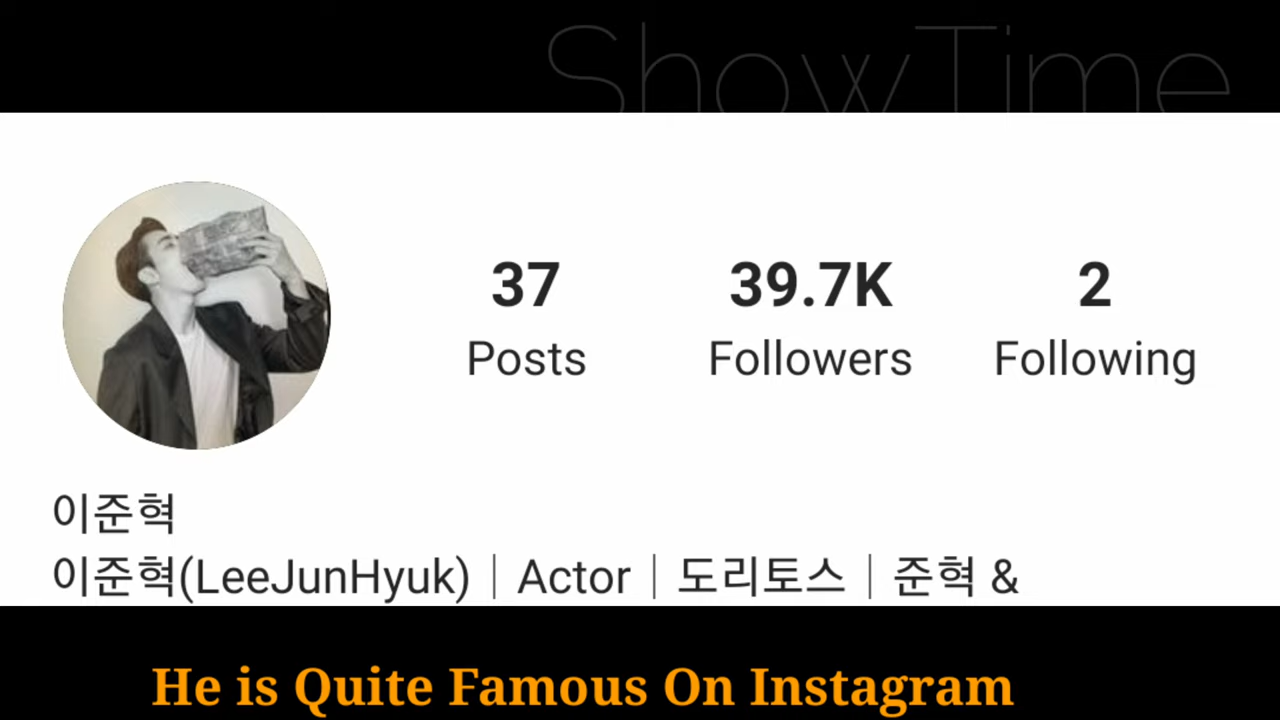 ShowTime
37 39.7K 2
Posts Followers Following
이준혁
이준혁(LeeJunHyuk)│Actor│도리토스│준혁 &
He is Quite Famous On Instagram